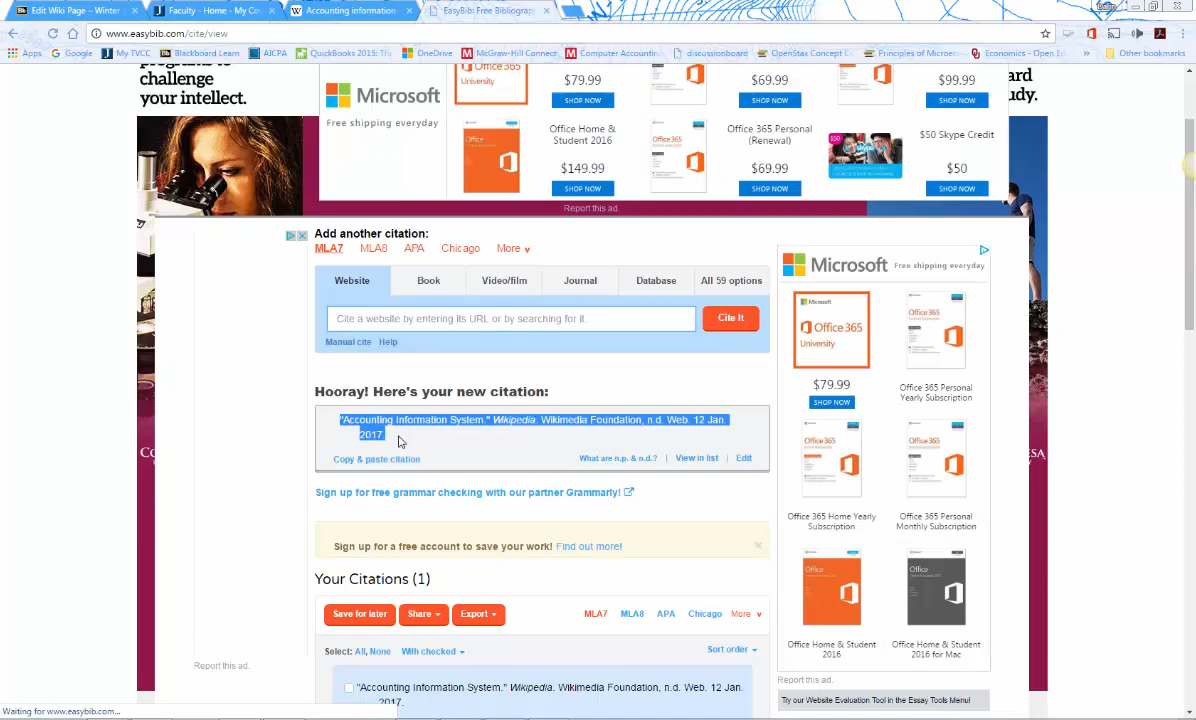 Edit Wiki Page – Winter
Faculty - Home - My Co
Accounting information
EasyBib: Free Bibliograp
www.easybib.com/cite/view
Apps
Google
My TVCC
Blackboard Learn
AICPA
QuickBooks 2015: Th
OneDrive
McGraw-Hill Connect
Computer Accountin
discussionboard
OpenStax Concept C
Principles of Microec
Economics - Open E
Other bookmarks
challenge
your intellect.
Microsoft
Free shipping everyday
Office 365
University
$79.99
SHOP NOW
$69.99
SHOP NOW
$99.99
SHOP NOW
Office Home &
Student 2016
$149.99
SHOP NOW
Office 365 Personal
(Renewal)
$69.99
SHOP NOW
$50 Skype Credit
$50
SHOP NOW
Report this ad.
Add another citation:
MLA7 MLA8 APA Chicago More
Website Book Video/film Journal Database All 59 options
Cite a website by entering its URL or by searching for it.
Cite It
Manual cite Help
Hooray! Here's your new citation:
"Accounting Information System." Wikipedia. Wikimedia Foundation, n.d. Web. 12 Jan.
2017.
Copy & paste citation
What are n.p. & n.d.? | View in list | Edit
Sign up for free grammar checking with our partner Grammarly!
Sign up for a free account to save your work! Find out more!
Your Citations (1)
Save for later Share Export
MLA7 MLA8 APA Chicago More
Select: All, None With checked
Sort order
"Accounting Information System." Wikipedia. Wikimedia Foundation, n.d. Web. 12 Jan.
2017.
Microsoft
Free shipping everyday
Office 365
University
$79.99
SHOP NOW
Office 365 Personal
Yearly Subscription
Office 365 Home Yearly
Subscription
Office 365 Personal
Monthly Subscription
Office
Office
Office Home & Student
2016
Office Home & Student
2016 for Mac
Report this ad.
Try our Website Evaluation Tool in the Essay Tools Menu!
Report this ad.
Waiting for www.easybib.com...